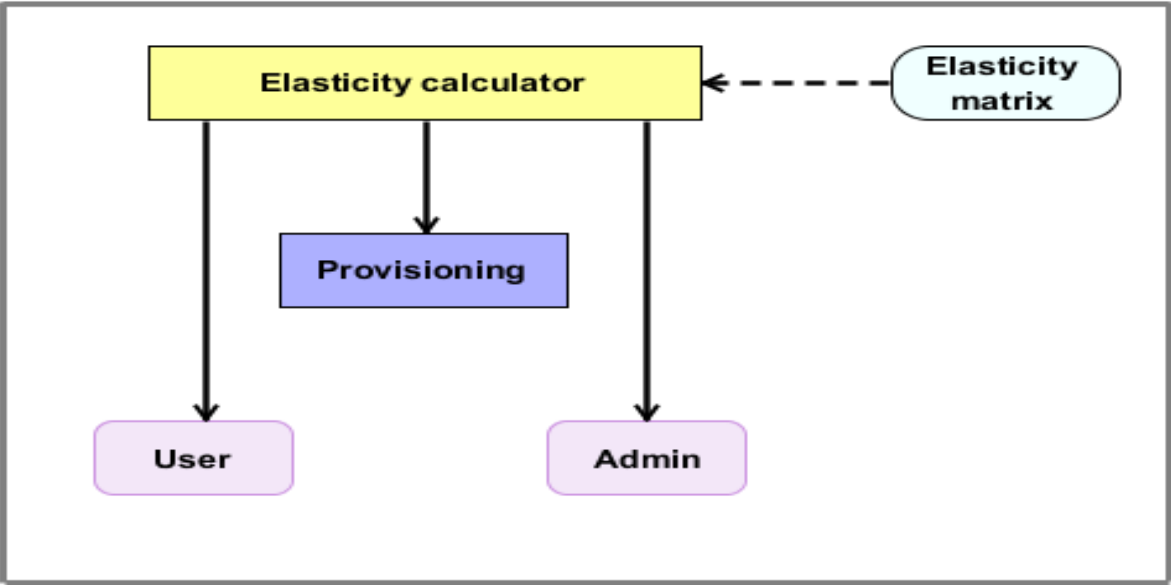 Elasticity calculator
Elasticity
matrix
Provisioning
User
Admin